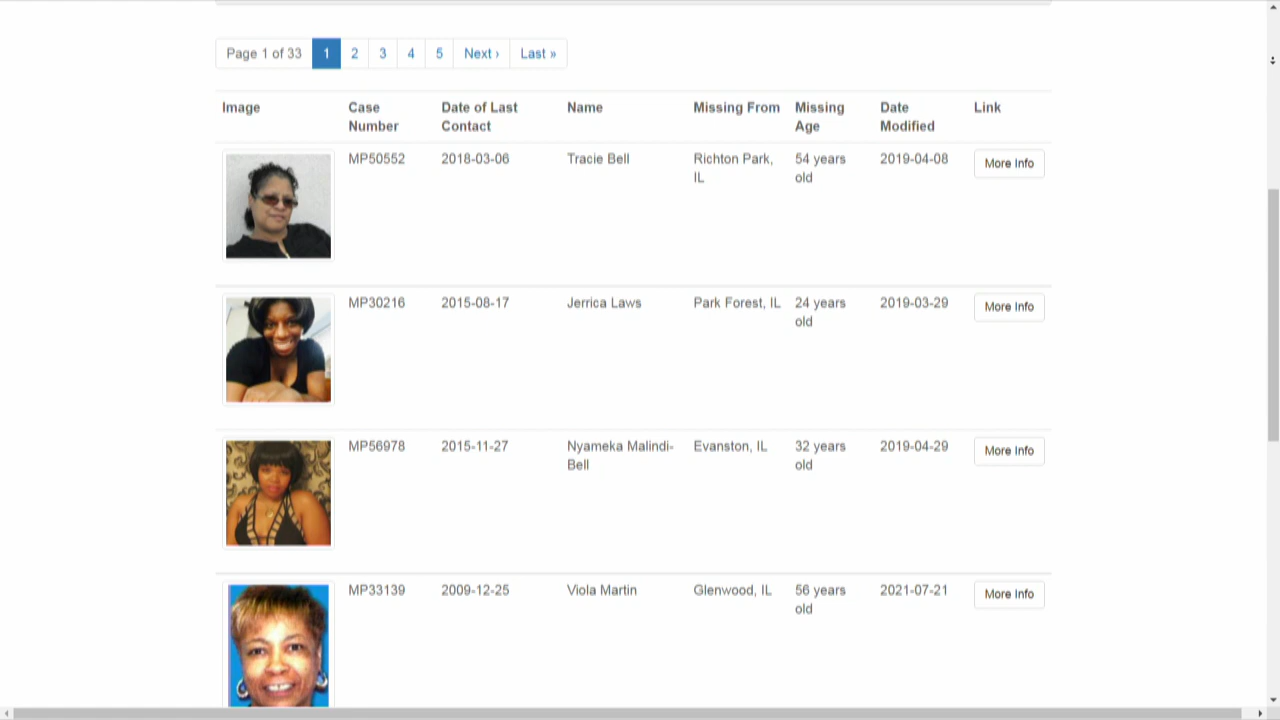 Page 1 of 33 1 2 3 4 5 Next › Last »
Image Case Number Date of Last Contact Name Missing From Missing Age Date Modified Link
MP50552 2018-03-06 Tracie Bell Richton Park, IL 54 years old 2019-04-08 More Info
MP30216 2015-08-17 Jerrica Laws Park Forest, IL 24 years old 2019-03-29 More Info
MP56978 2015-11-27 Nyameka Malindi-Bell Evanston, IL 32 years old 2019-04-29 More Info
MP33139 2009-12-25 Viola Martin Glenwood, IL 56 years old 2021-07-21 More Info